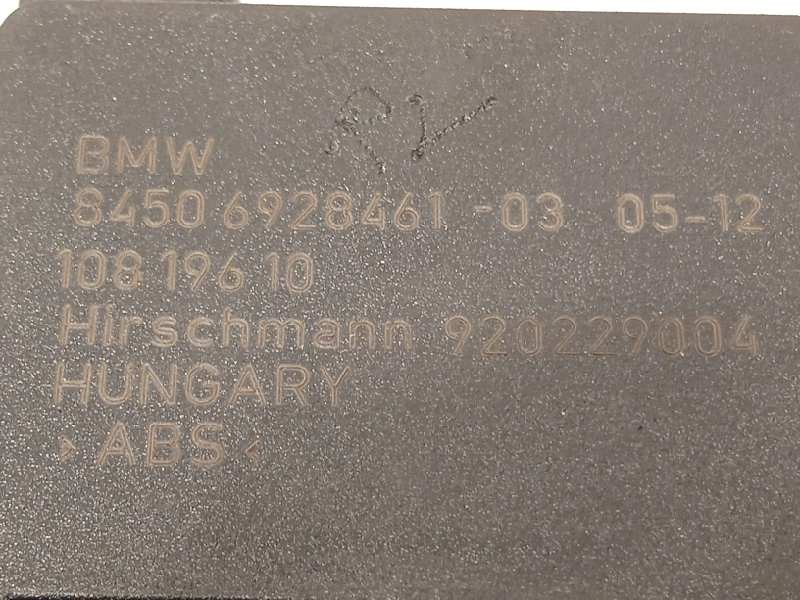 BMW
8450 6928461 -03 05-12
108 196 10
Hirschmann 920229004
HUNGARY
>ABS<